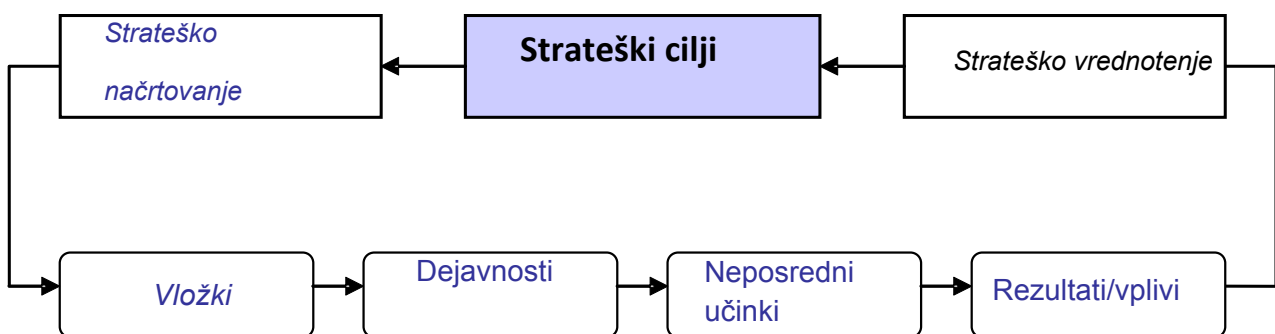 Strateško
načrtovanje
Strateški cilji
Strateško vrednotenje
Vložki
Dejavnosti
Neposredni
učinki
Rezultati/vplivi